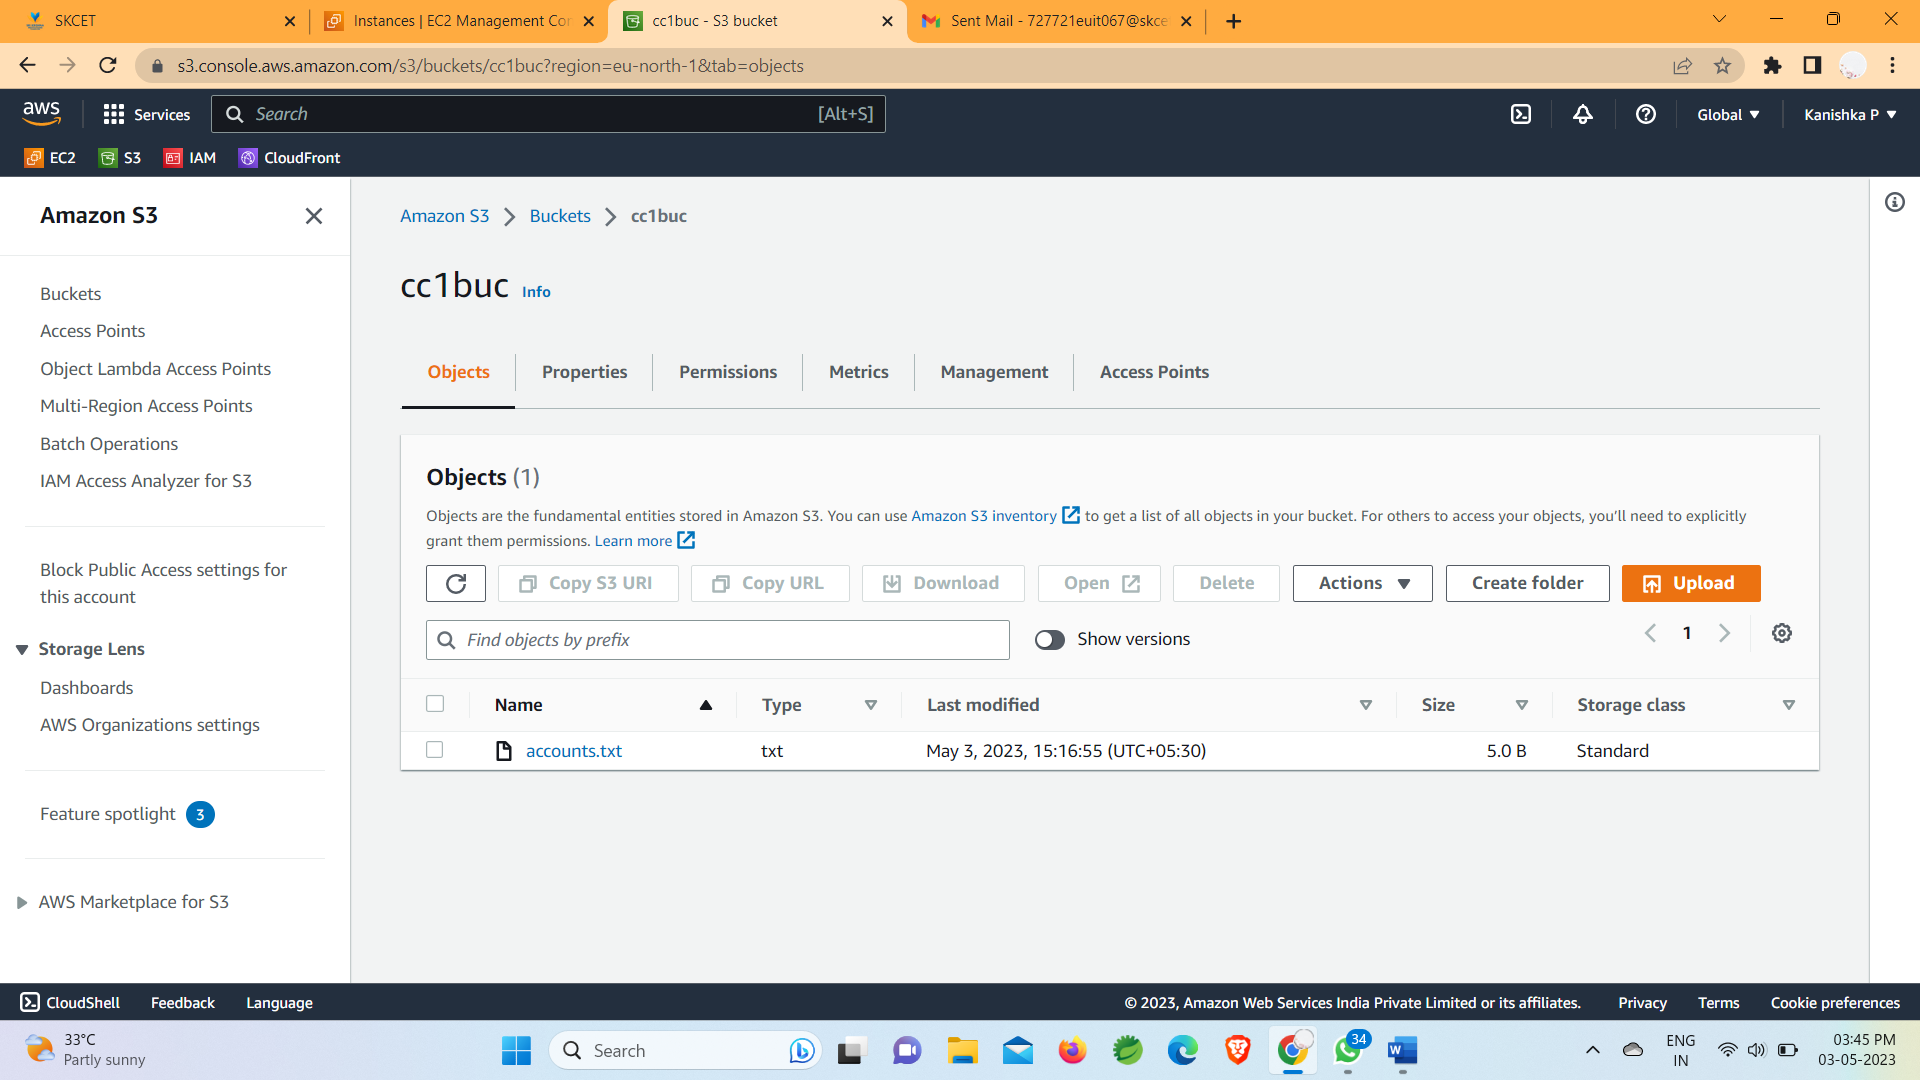 SKCET
Instances | EC2 Management Con
cc1buc - S3 bucket
Sent Mail - 727721euit067@skce
s3.console.aws.amazon.com/s3/buckets/cc1buc?region=eu-north-1&tab=objects
aws
Services
Search
[Alt+S]
Global
Kanishka P
EC2
S3
IAM
CloudFront
Amazon S3
Buckets
Access Points
Object Lambda Access Points
Multi-Region Access Points
Batch Operations
IAM Access Analyzer for S3
Block Public Access settings for
this account
Storage Lens
Dashboards
AWS Organizations settings
Feature spotlight 3
AWS Marketplace for S3
Amazon S3 > Buckets > cc1buc
cc1buc Info
Objects
Properties
Permissions
Metrics
Management
Access Points
Objects (1)
Objects are the fundamental entities stored in Amazon S3. You can use Amazon S3 inventory to get a list of all objects in your bucket. For others to access your objects, you'll need to explicitly
grant them permissions. Learn more
Copy S3 URI
Copy URL
Download
Open
Delete
Actions
Create folder
Upload
Find objects by prefix
Show versions
1
Name
Type
Last modified
Size
Storage class
accounts.txt
txt
May 3, 2023, 15:16:55 (UTC+05:30)
5.0 B
Standard
CloudShell
Feedback
Language
© 2023, Amazon Web Services India Private Limited or its affiliates.
Privacy
Terms
Cookie preferences
33°C
Partly sunny
Search
34
ENG
IN
03:45 PM
03-05-2023